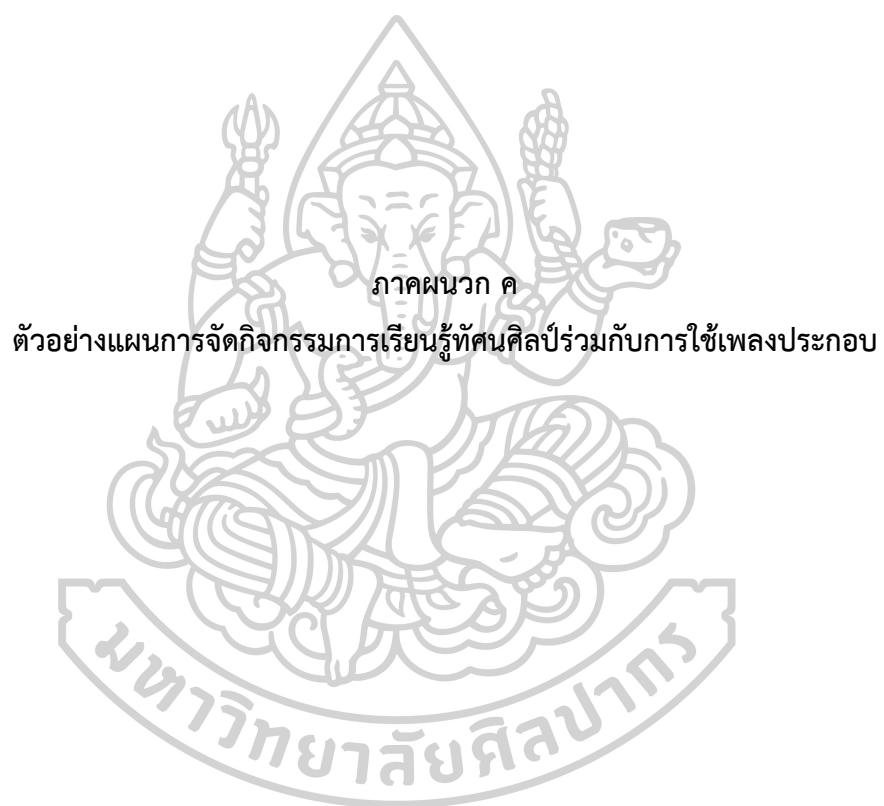 ภาคผนวก ค
ตัวอย่างแผนการจัดกิจกรรมการเรียนรู้ทัศนศิลป์ร่วมกับการใช้เพลงประกอบ
มหาวิทยาลัยศิลปากร